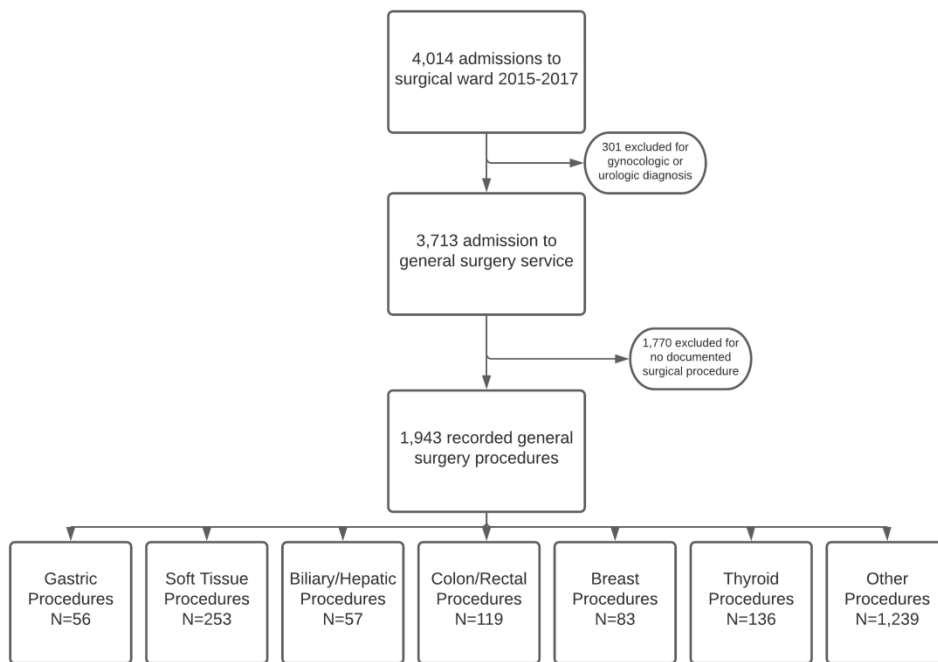 4,014 admissions to
surgical ward 2015-2017
301 excluded for
gynocologic or
urologic diagnosis
3,713 admission to
general surgery service
1,770 excluded for
no documented
surgical procedure
1,943 recorded general
surgery procedures
Gastric
Procedures
N=56
Soft Tissue
Procedures
N=253
Biliary/Hepatic
Procedures
N=57
Colon/Rectal
Procedures
N=119
Breast
Procedures
N=83
Thyroid
Procedures
N=136
Other
Procedures
N=1,239